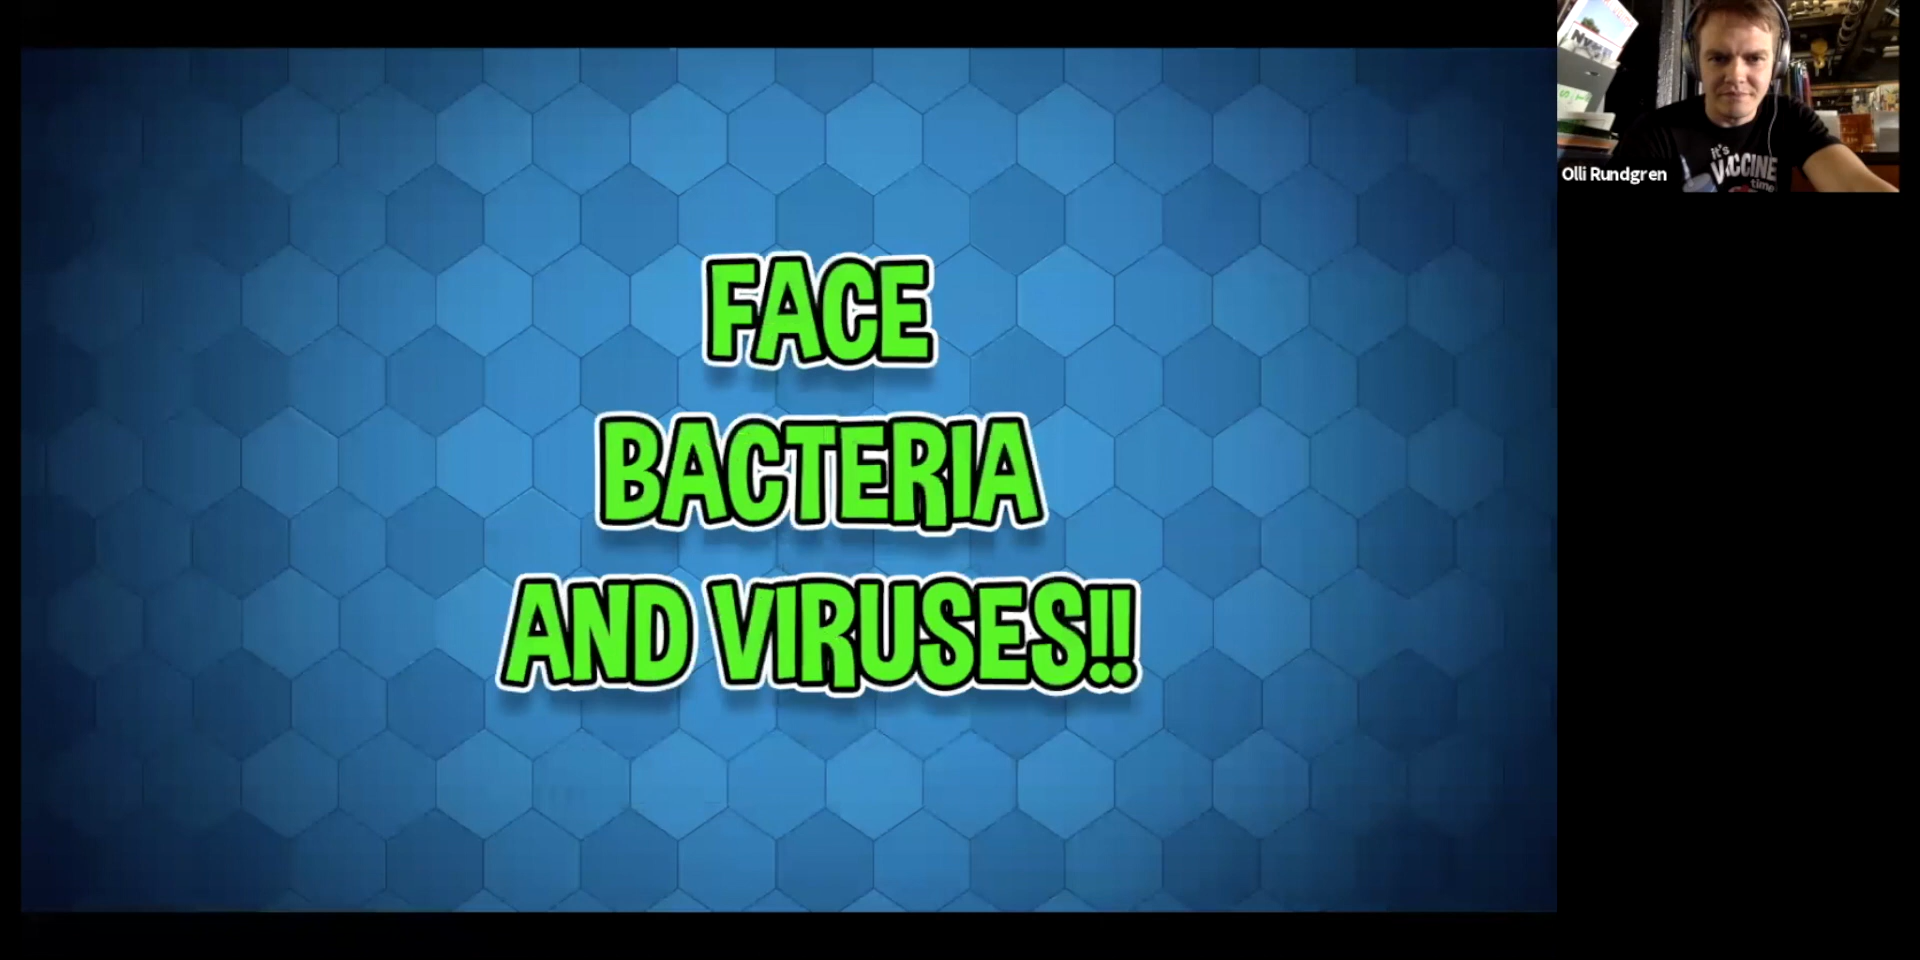 FACE
BACTERIA
AND VIRUSES!!
Olli Rundgren
it's
VACCINE
time